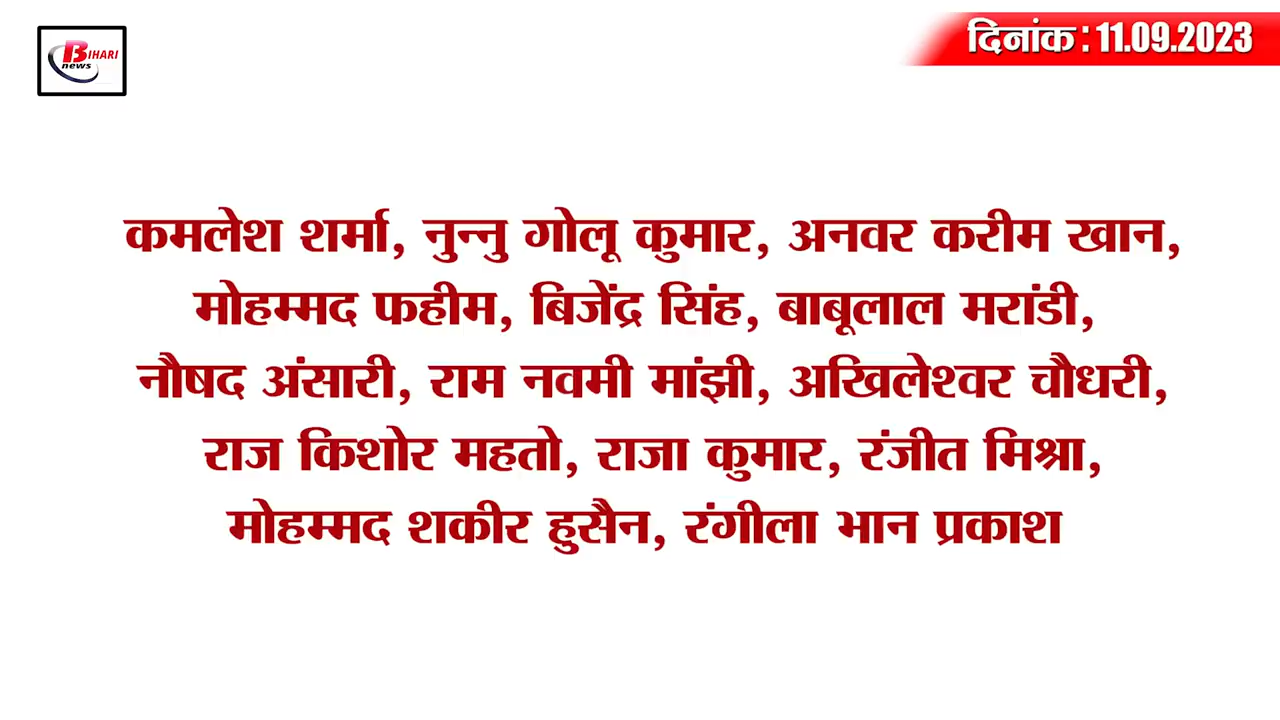 BIHARI
news
दिनांक : 11.09.2023
कमलेश शर्मा, नुन्नु गोलू कुमार, अनवर करीम खान,
मोहम्मद फहीम, बिजेंद्र सिंह, बाबूलाल मरांडी,
नौषद अंसारी, राम नवमी मांझी, अखिलेश्वर चौधरी,
राज किशोर महतो, राजा कुमार, रंजीत मिश्रा,
मोहम्मद शकीर हुसैन, रंगीला भान प्रकाश